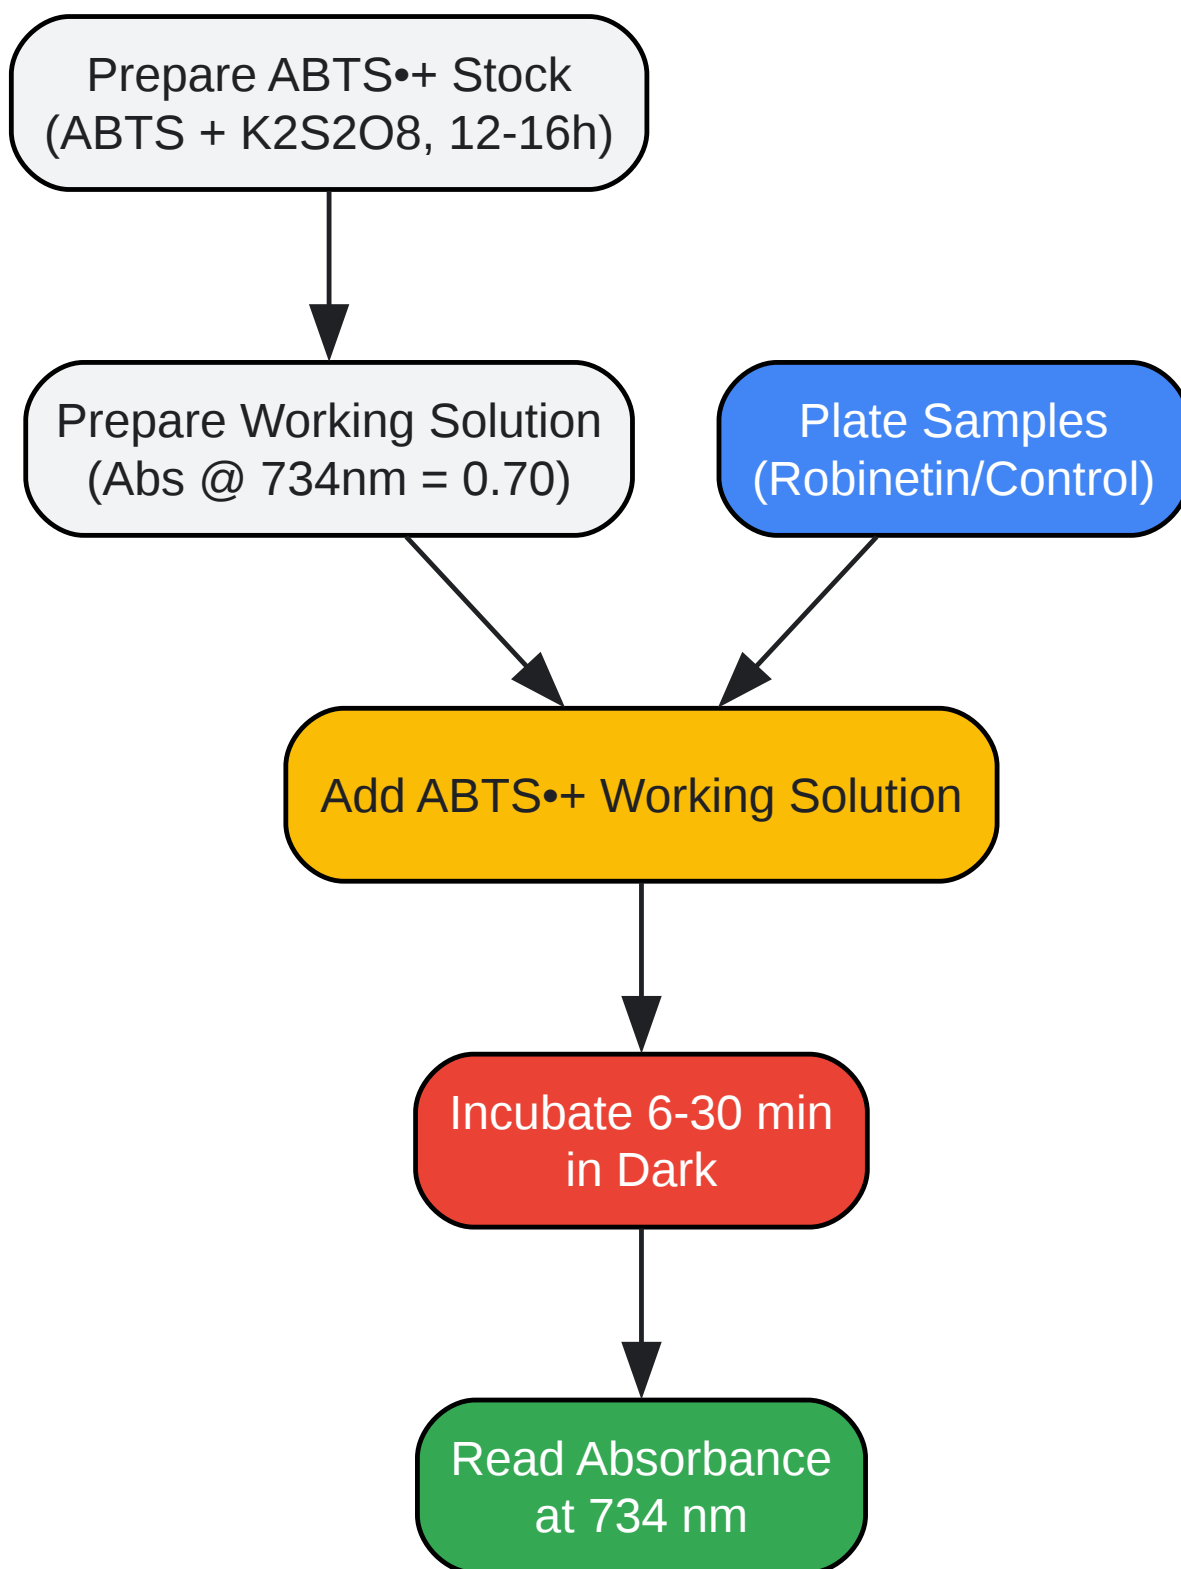 Prepare ABTS•+ Stock
(ABTS + K2S2O8, 12-16h)
Prepare Working Solution
(Abs @ 734nm = 0.70)
Plate Samples
(Robinetin/Control)
Add ABTS•+ Working Solution
Incubate 6-30 min
in Dark
Read Absorbance
at 734 nm